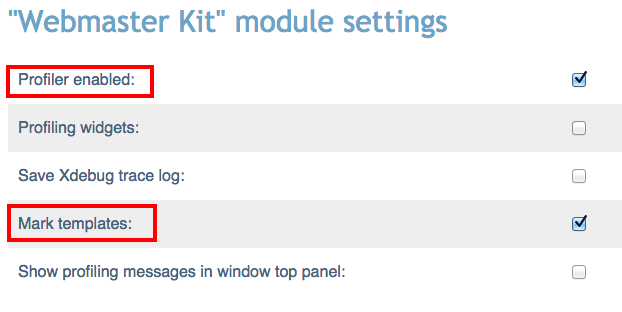 "Webmaster Kit" module settings
Profiler enabled:
Profiling widgets:
Save Xdebug trace log:
Mark templates:
Show profiling messages in window top panel: